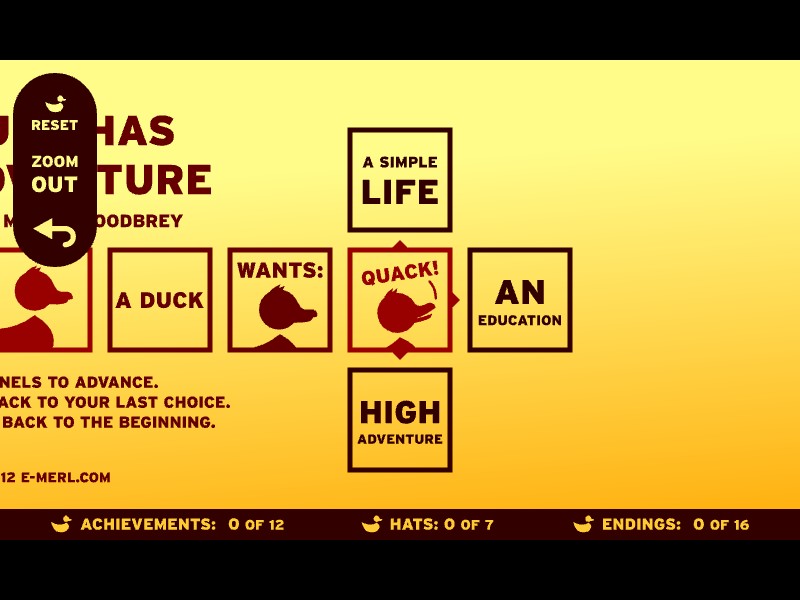 RESET
ZOOM
OUT
HAS
TURE
OODBREY
A SIMPLE
LIFE
A DUCK
WANTS:
QUACK!
AN
EDUCATION
NELS TO ADVANCE.
ACK TO YOUR LAST CHOICE.
BACK TO THE BEGINNING.
HIGH
ADVENTURE
12 E-MERL.COM
ACHIEVEMENTS: 0 OF 12
HATS: 0 OF 7
ENDINGS: 0 OF 16